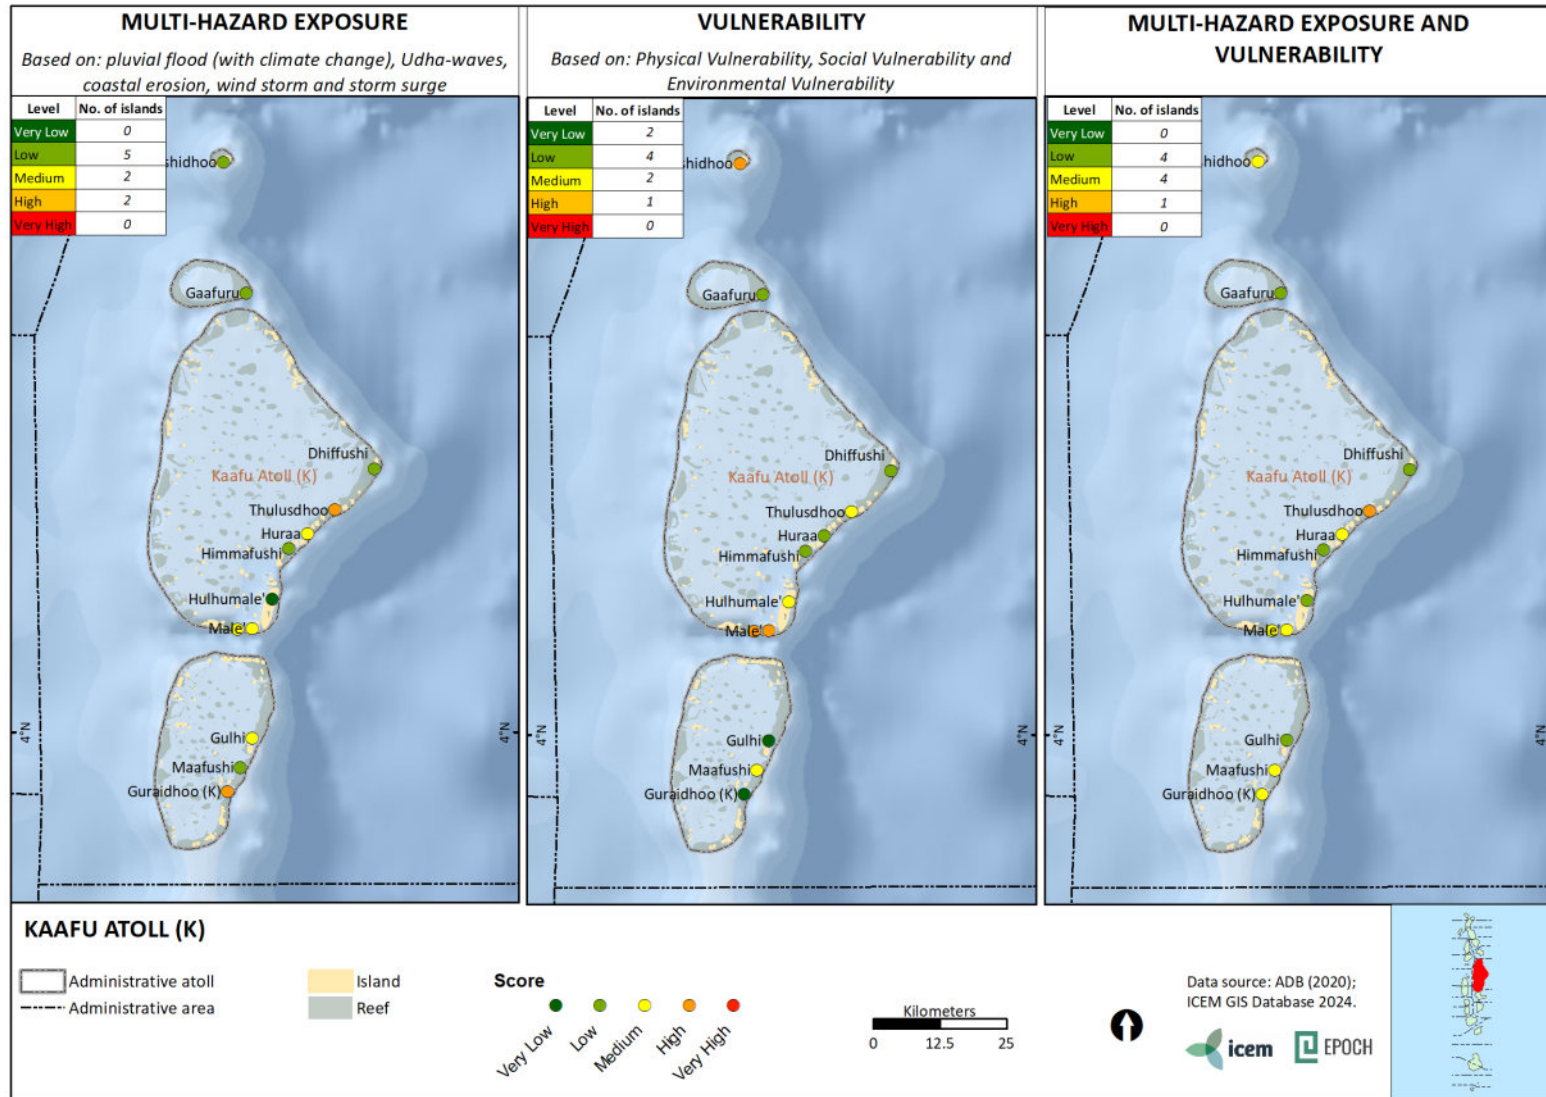 MULTI-HAZARD EXPOSURE
Based on: pluvial flood (with climate change), Udha-waves,
coastal erosion, wind storm and storm surge
Level No. of islands
Very Low 0
Low 5
Medium 2
High 2
Very High 0
shidhoo
Gaafuru
Dhiffushi
Kaafu Atoll (K)
Thulusdhoo
Huraa
Himmafushi
Hulhumale'
Male'
4°N
Gulhi
Maafushi
Guraidhoo (K)
VULNERABILITY
Based on: Physical Vulnerability, Social Vulnerability and
Environmental Vulnerability
Level No. of islands
Very Low 2
Low 4
Medium 2
High 1
Very High 0
shidhoo
Gaafuru
Dhiffushi
Kaafu Atoll (K)
Thulusdhoo
Huraa
Himmafushi
Hulhumale'
Male'
4°N
Gulhi
Maafushi
Guraidhoo (K)
MULTI-HAZARD EXPOSURE AND
VULNERABILITY
Level No. of islands
Very Low 0
Low 4
Medium 4
High 1
Very High 0
shidhoo
Gaafuru
Dhiffushi
Kaafu Atoll (K)
Thulusdhoo
Huraa
Himmafushi
Hulhumale'
Male'
4°N
4°N
Gulhi
Maafushi
Guraidhoo (K)
KAAFU ATOLL (K)
Administrative atoll
Administrative area
Island
Reef
Score
Very Low
Low
Medium
High
Very High
Kilometers
0 12.5 25
Data source: ADB (2020);
ICEM GIS Database 2024.
icem
EPOCH